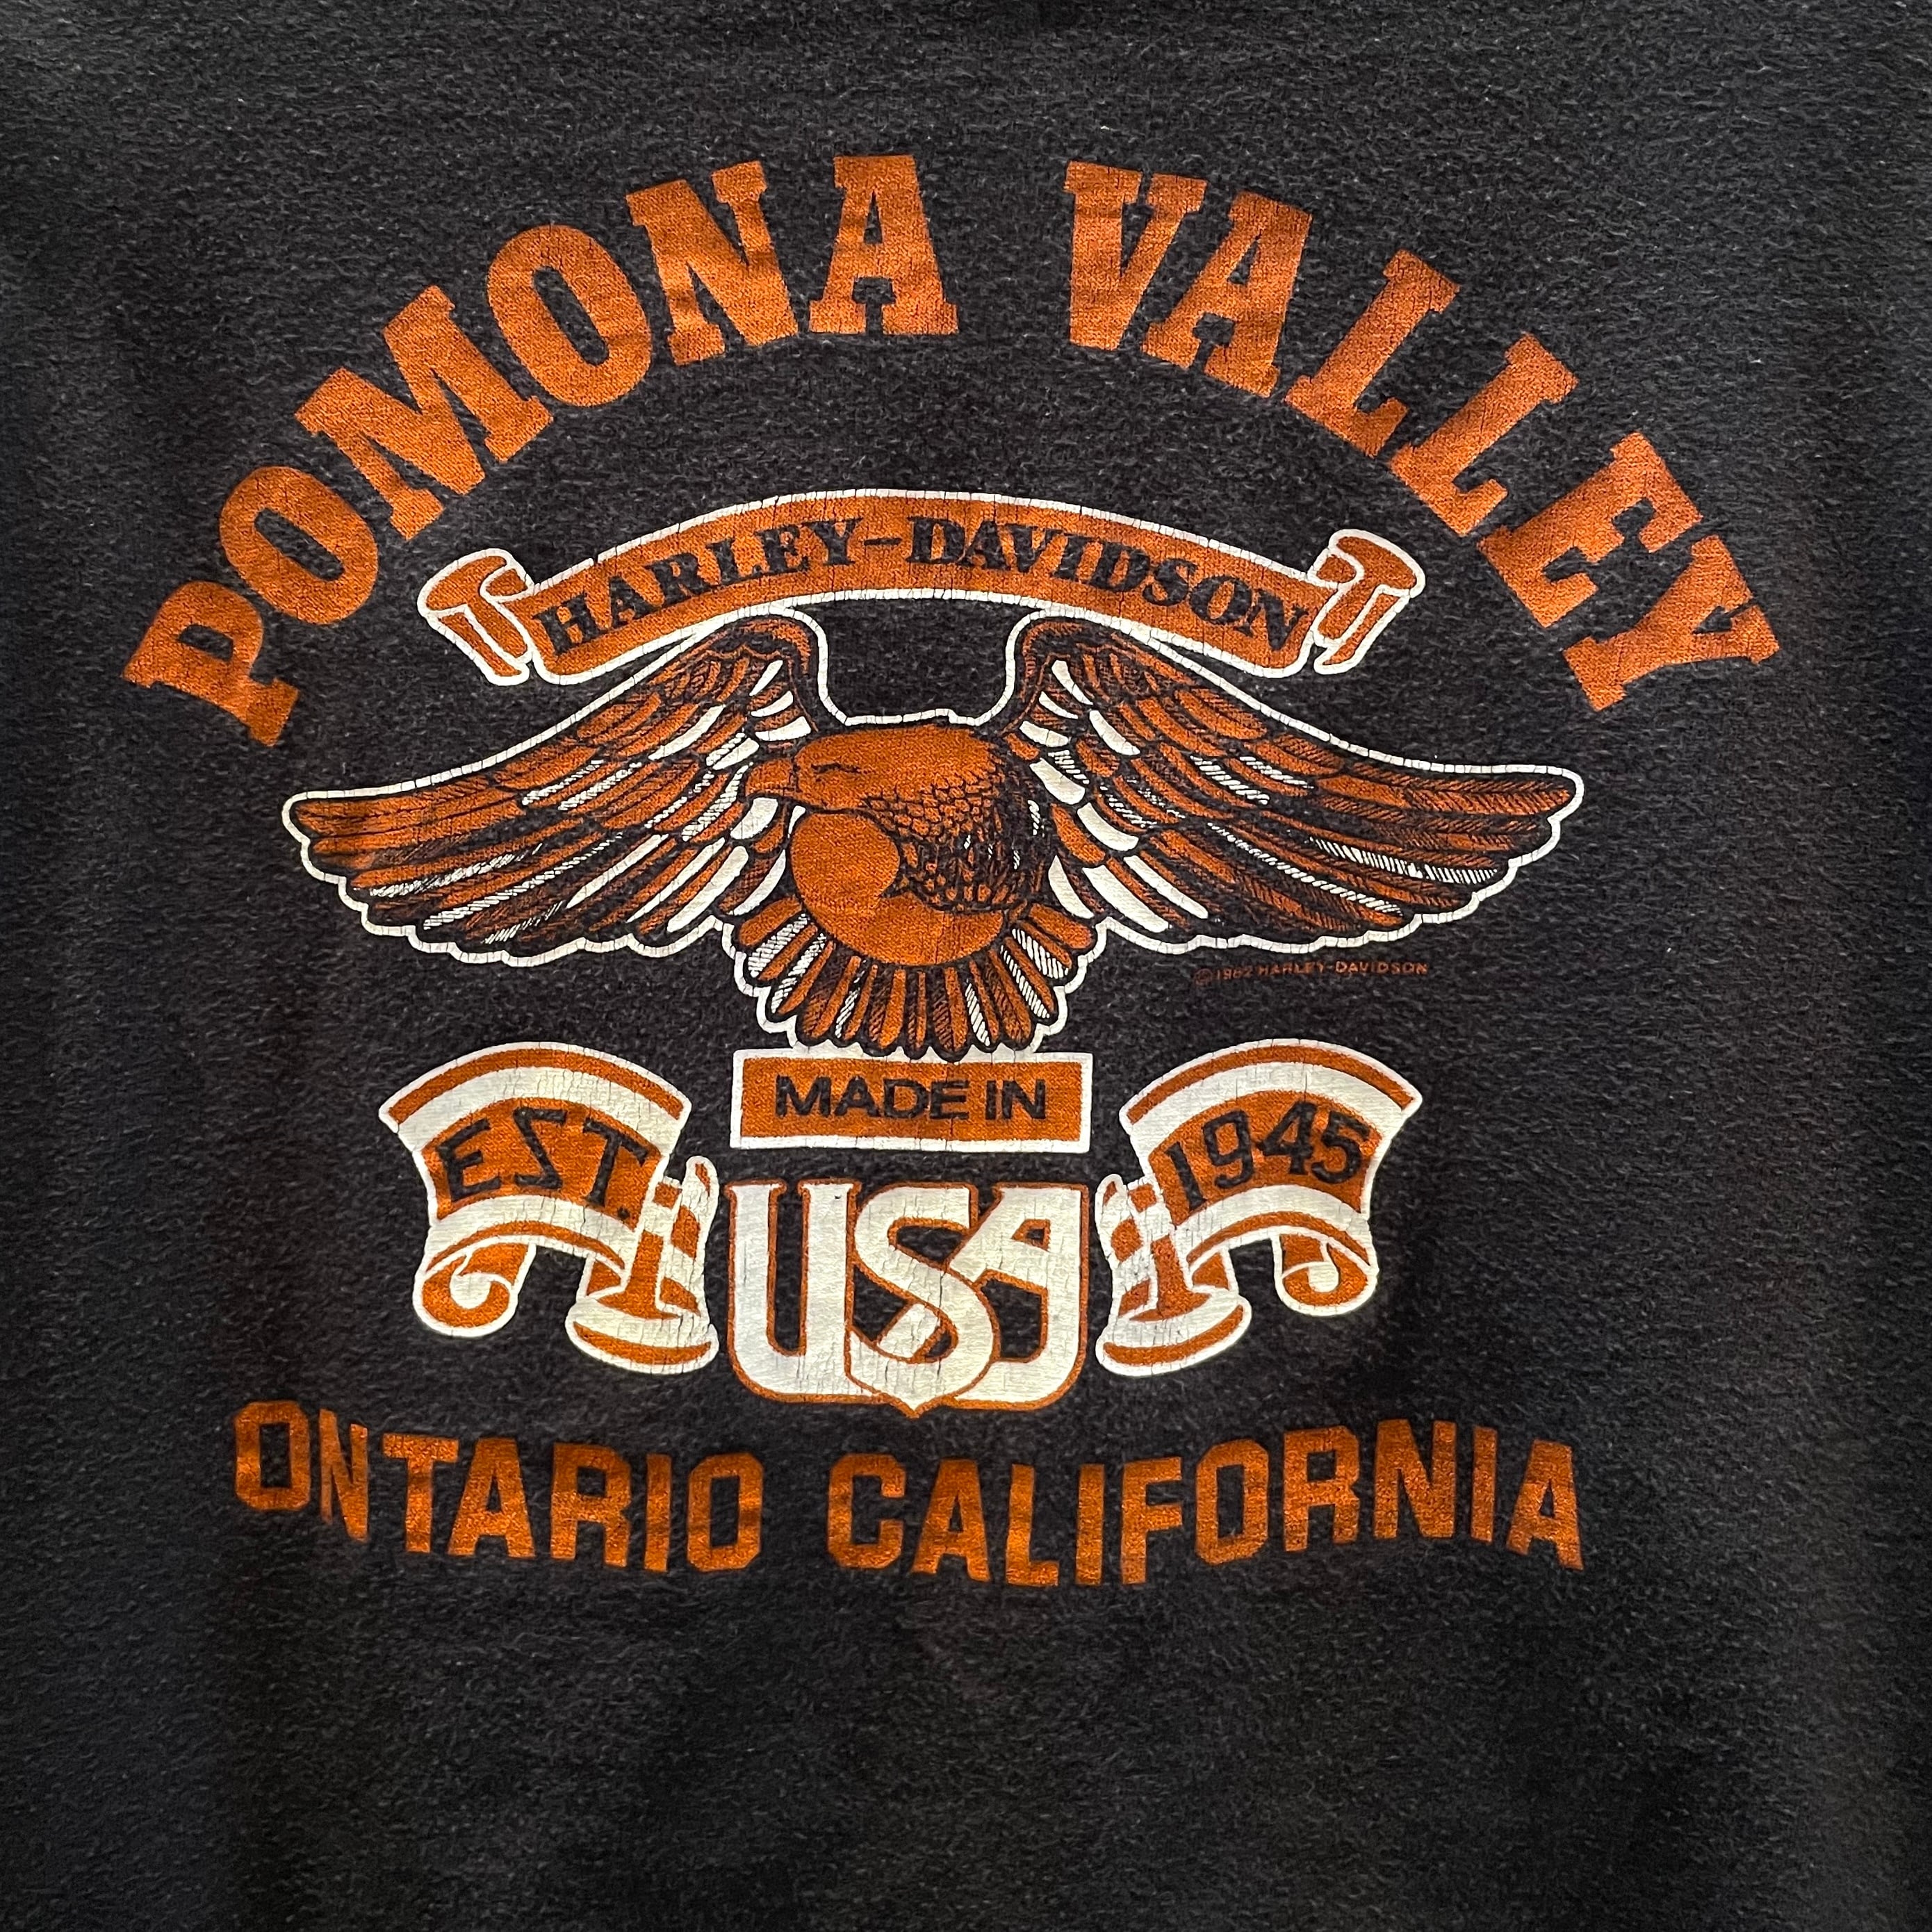 POMONA VALLEY
HARLEY-DAVIDSON
©1982 HARLEY-DAVIDSON
MADE IN
EST. 1945
USA
ONTARIO CALIFORNIA